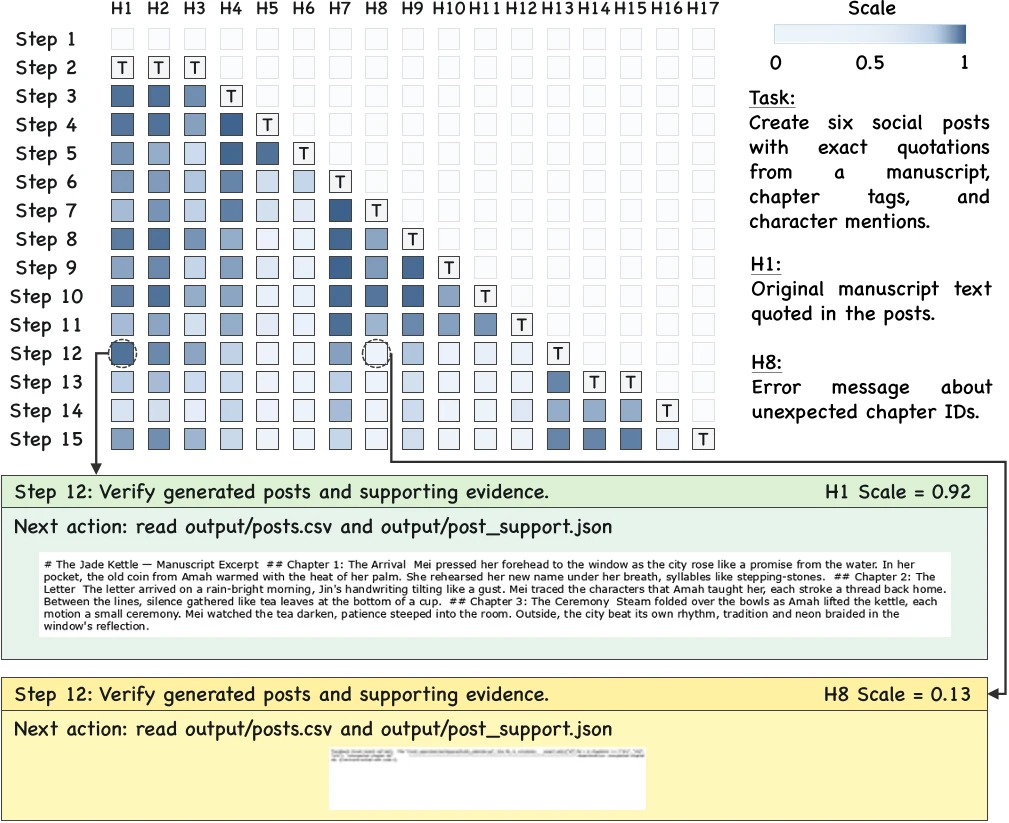 H1 H2 H3 H4 H5 H6 H7 H8 H9 H10 H11 H12 H13 H14 H15 H16 H17
Step 1
Step 2 T T T
Step 3 T
Step 4 T
Step 5 T
Step 6 T
Step 7 T
Step 8 T
Step 9 T
Step 10 T
Step 11 T
Step 12 T
Step 13 T T
Step 14 T
Step 15 T
Scale
0 0.5 1
Task:
Create six social posts
with exact quotations
from a manuscript,
chapter tags, and
character mentions.
H1:
Original manuscript text
quoted in the posts.
H8:
Error message about
unexpected chapter IDs.
Step 12: Verify generated posts and supporting evidence. H1 Scale = 0.92
Next action: read output/posts.csv and output/post_support.json
# The Jade Kettle — Manuscript Excerpt ## Chapter 1: The Arrival Mei pressed her forehead to the window as the city rose like a promise from the water. In her
pocket, the old coin from Amah warmed with the heat of her palm. She rehearsed her new name under her breath, syllables like stepping-stones. ## Chapter 2: The
Letter The letter arrived on a rain-bright morning, Jin's handwriting tilting like a gust. Mei traced the characters that Amah taught her, each stroke a thread back home.
Between the lines, silence gathered like tea leaves at the bottom of a cup. ## Chapter 3: The Ceremony Steam folded over the bowls as Amah lifted the kettle, each
motion a small ceremony. Mei watched the tea darken, patience steeped into the room. Outside, the city beat its own rhythm, tradition and neon braided in the
window's reflection.
Step 12: Verify generated posts and supporting evidence. H8 Scale = 0.13
Next action: read output/posts.csv and output/post_support.json